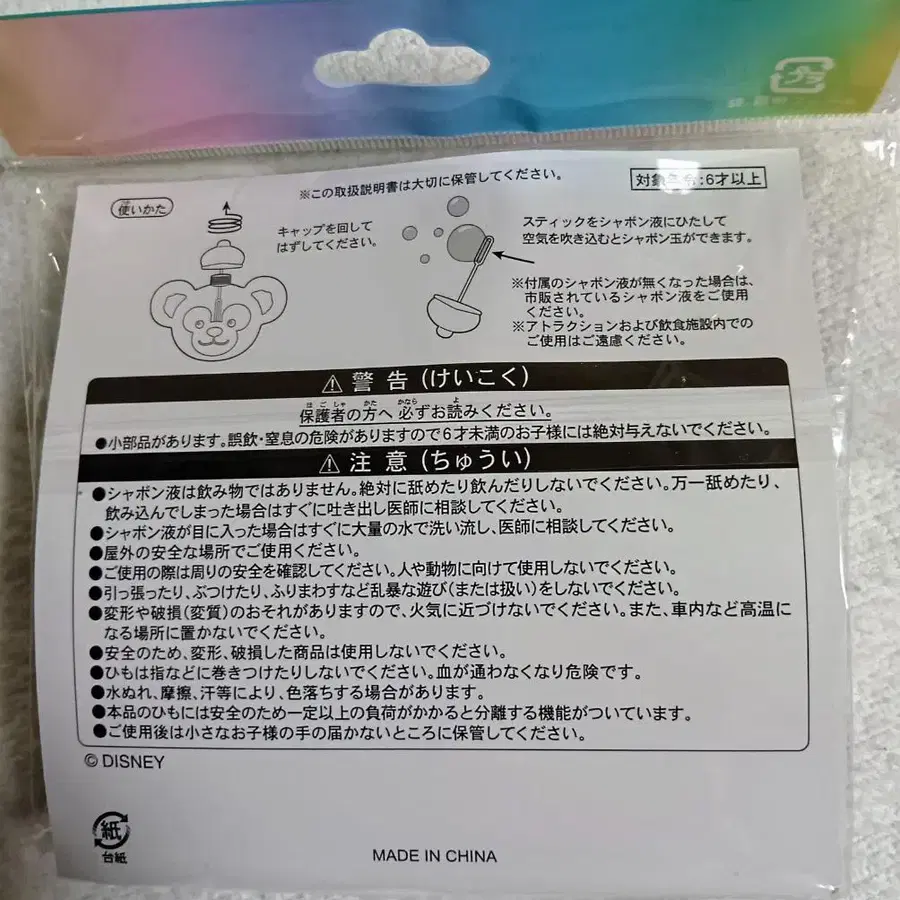 プラ
※この取扱説明書は大切に保管してください。
対象年令:6才以上
使いかた
キャップを回して
はずしてください。
スティックをシャボン液にひたして
空気を吹き込むとシャボン玉ができます。
※付属のシャボン液が無くなった場合は、
市販されているシャボン液をご使用
ください。
※アトラクションおよび飲食施設内での
ご使用はご遠慮ください。
⚠ 警告(けいこく)
ほごしゃ かた かなら よ
保護者の方へ 必ずお読みください。
●小部品があります。誤飲・窒息の危険がありますので6才未満のお子様には絶対与えないでください。
⚠ 注意(ちゅうい)
●シャボン液は飲み物ではありません。絶対に舐めたり飲んだりしないでください。万一舐めたり、
飲み込んでしまった場合はすぐに吐き出し医師に相談してください。
●シャボン液が目に入った場合はすぐに大量の水で洗い流し、医師に相談してください。
●屋外の安全な場所でご使用ください。
●ご使用の際は周りの安全を確認してください。人や動物に向けて使用しないでください。
●引っ張ったり、ぶつけたり、ふりまわすなど乱暴な遊び(または扱い)をしないでください。
●変形や破損(変質)のおそれがありますので、火気に近づけないでください。また、車内など高温に
なる場所に置かないでください。
●安全のため、変形、破損した商品は使用しないでください。
●ひもは指などに巻きつけたりしないでください。血が通わなくなり危険です。
●水ぬれ、摩擦、汗等により、色落ちする場合があります。
●本品のひもには安全のため一定以上の負荷がかかると分離する機能がついています。
●ご使用後は小さなお子様の手の届かないところに保管してください。
© DISNEY
紙
台紙
MADE IN CHINA